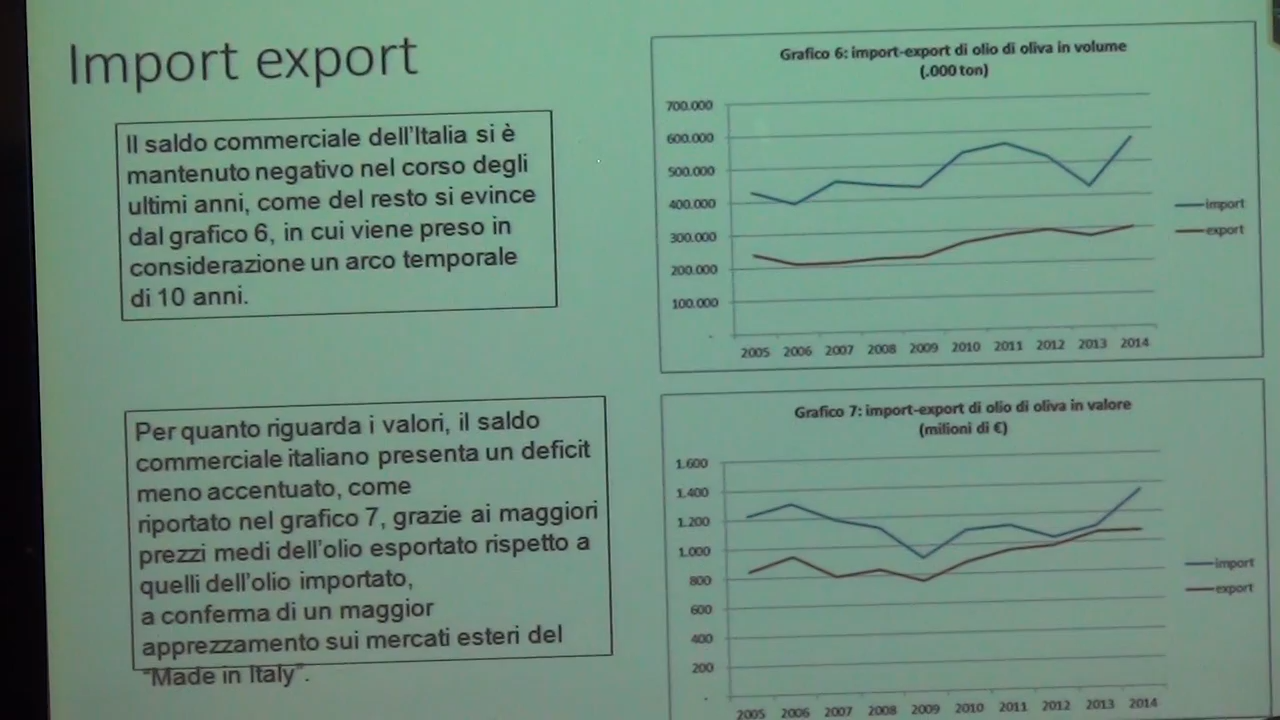 Import export
Il saldo commerciale dell'Italia si è
mantenuto negativo nel corso degli
ultimi anni, come del resto si evince
dal grafico 6, in cui viene preso in
considerazione un arco temporale
di 10 anni.
Per quanto riguarda i valori, il saldo
commerciale italiano presenta un deficit
meno accentuato, come
riportato nel grafico 7, grazie ai maggiori
prezzi medi dell'olio esportato rispetto a
quelli dell'olio importato,
a conferma di un maggior
apprezzamento sui mercati esteri del
"Made in Italy".
Grafico 6: import-export di olio di oliva in volume
(.000 ton)
700.000
600.000
500.000
400.000
300.000
200.000
100.000
-
2005 2006 2007 2008 2009 2010 2011 2012 2013 2014
import
export
Grafico 7: import-export di olio di oliva in valore
(milioni di €)
1.600
1.400
1.200
1.000
800
600
400
200
-
2005 2006 2007 2008 2009 2010 2011 2012 2013 2014
import
export